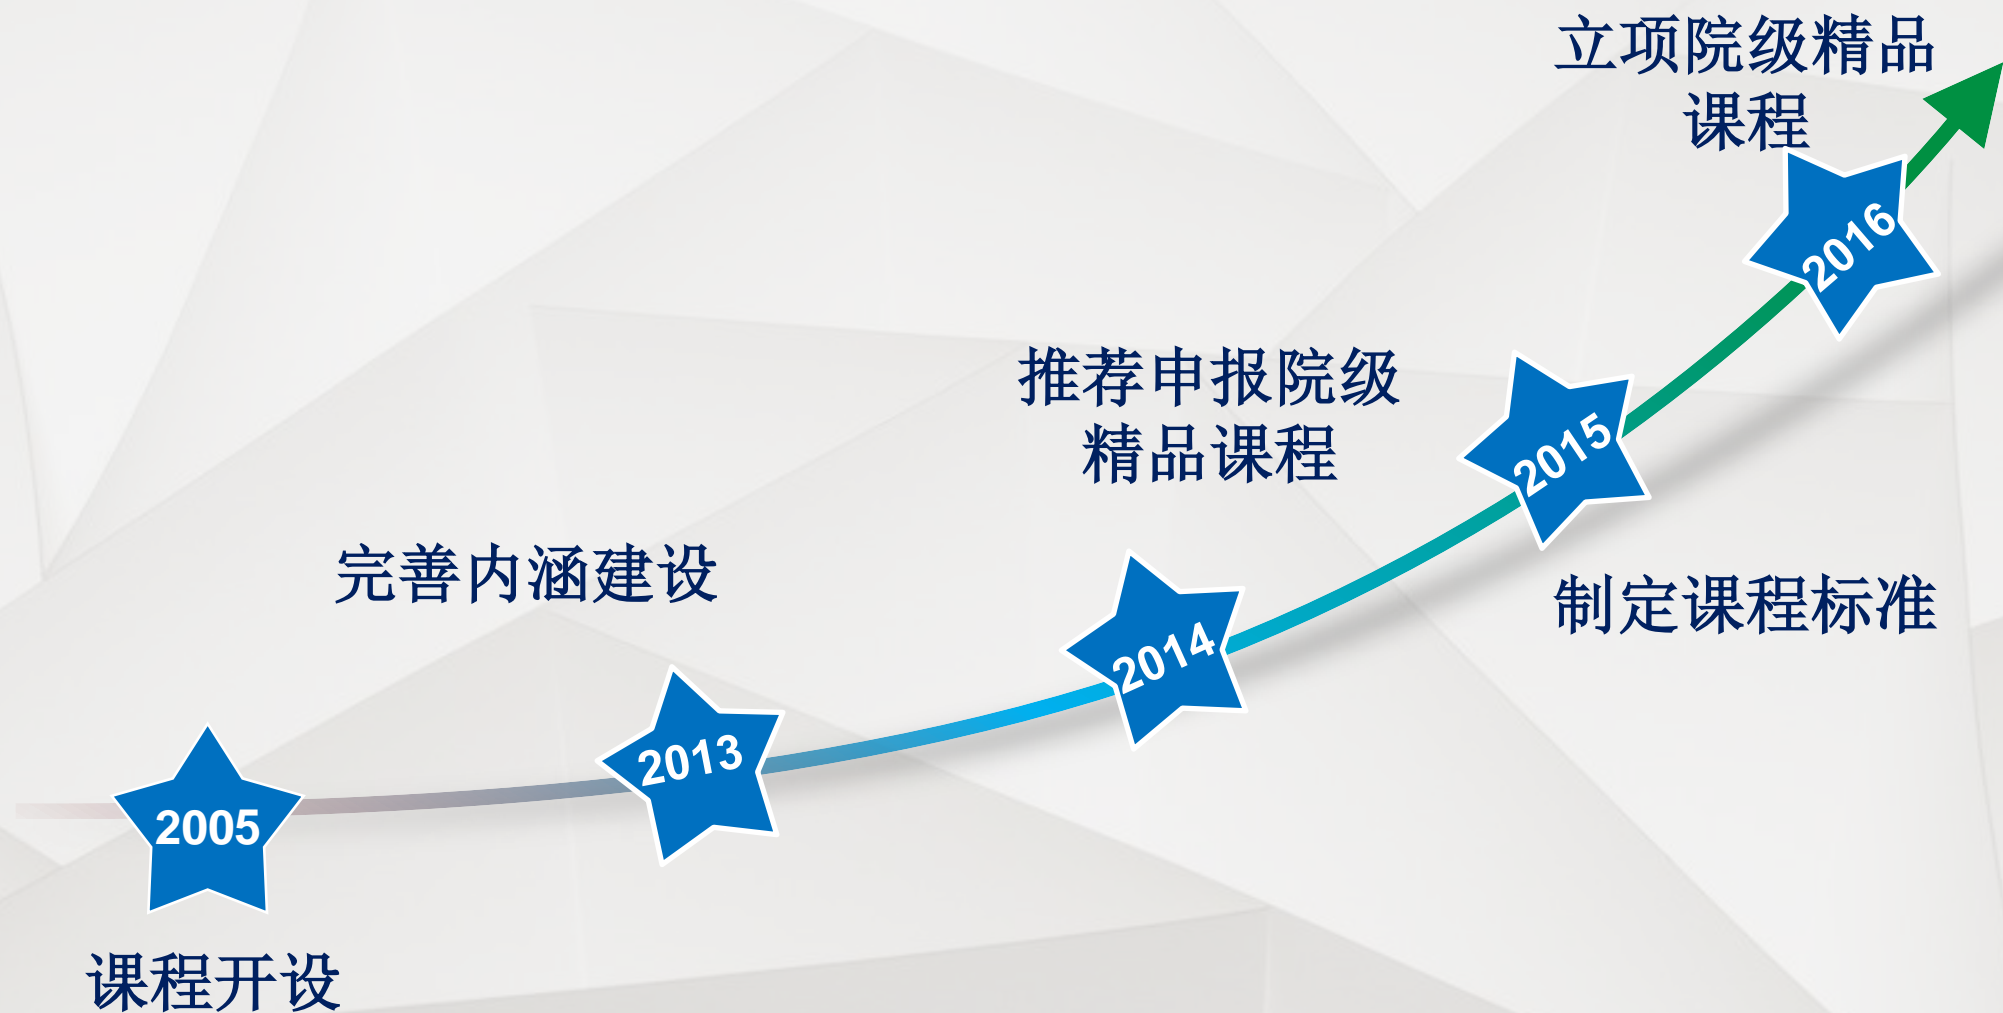 立项院级精品
课程
2016
推荐申报院级
精品课程
2015
完善内涵建设
制定课程标准
2014
2013
2005
课程开设